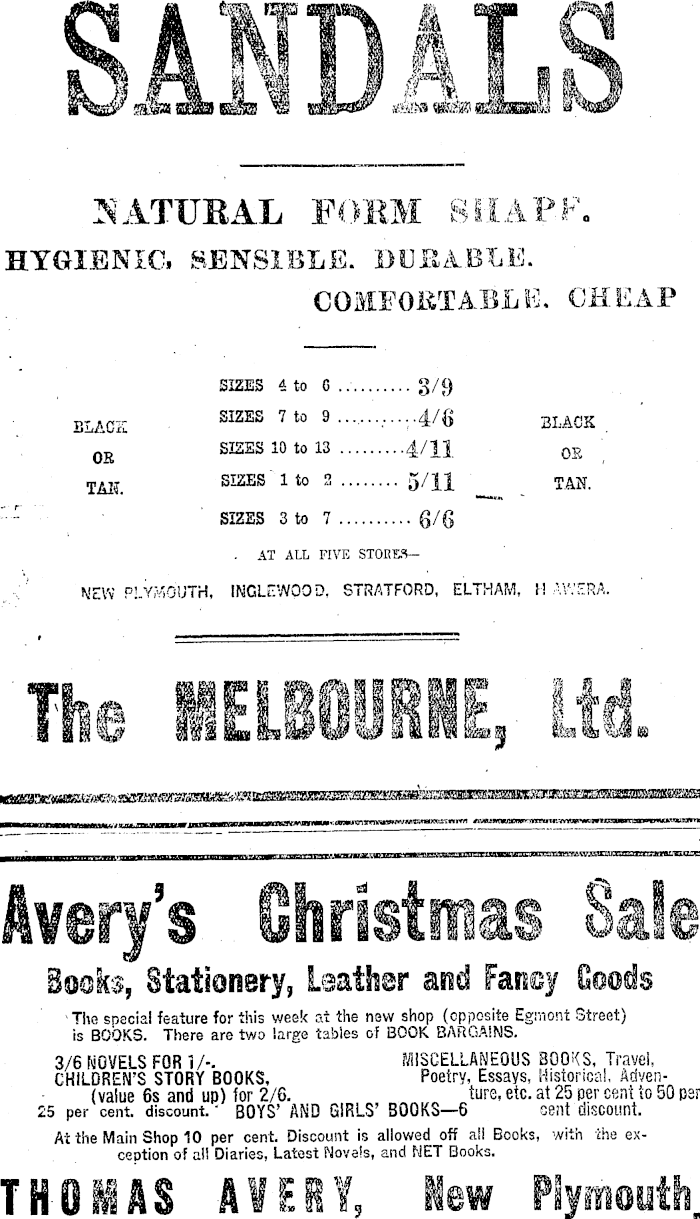 SANDALS
NATURAL FORM SHAPE.
HYGIENIC, SENSIBLE. DURABLE.
COMFORTABLE. CHEAP
BLACK
OR
TAN.
SIZES 4 to 6 .......... 3/9
SIZES 7 to 9 ........... 4/6
SIZES 10 to 13 ......... 4/11
SIZES 1 to 2 ........ 5/11
SIZES 3 to 7 .......... 6/6
BLACK
OR
TAN.
AT ALL FIVE STORES—
NEW PLYMOUTH, INGLEWOOD, STRATFORD, ELTHAM, HAWERA.
The MELBOURNE, Ltd.
Avery's Christmas Sale
Books, Stationery, Leather and Fancy Goods
The special feature for this week at the new shop (opposite Egmont Street)
is BOOKS. There are two large tables of BOOK BARGAINS.
3/6 NOVELS FOR 1/-.
CHILDREN'S STORY BOOKS,
(value 6s and up) for 2/6.
25 per cent. discount. BOYS' AND GIRLS' BOOKS—6
MISCELLANEOUS BOOKS, Travel,
Poetry, Essays, Historical, Adven-
ture, etc. at 25 per cent to 50 per
cent discount.
At the Main Shop 10 per cent. Discount is allowed off all Books, with the ex-
ception of all Diaries, Latest Novels, and NET Books.
THOMAS AVERY, New Plymouth,